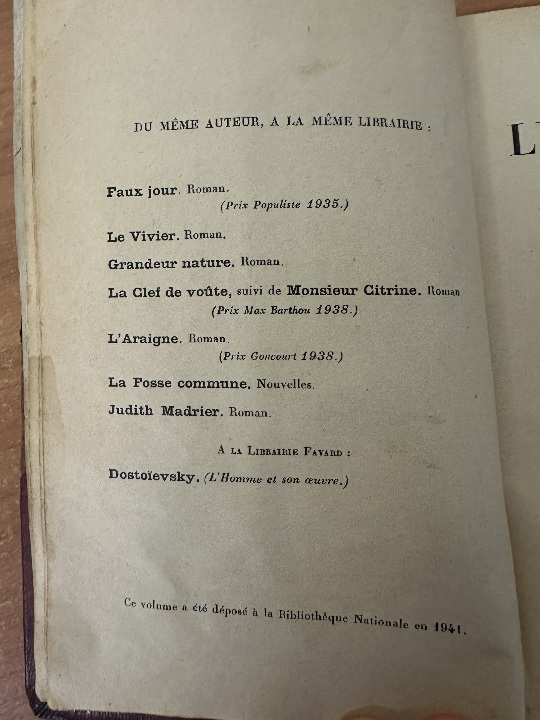 DU MÊME AUTEUR, A LA MÊME LIBRAIRIE :
Faux jour. Roman.
(Prix Populiste 1935.)
Le Vivier. Roman.
Grandeur nature. Roman.
La Clef de voûte, suivi de Monsieur Citrine. Roman
(Prix Max Barthou 1938.)
L'Araigne. Roman.
(Prix Goncourt 1938.)
La Fosse commune. Nouvelles.
Judith Madrier. Roman.
A LA LIBRAIRIE FAYARD :
Dostoïevsky. (L'Homme et son œuvre.)
Ce volume a été déposé à la Bibliothèque Nationale en 1941.